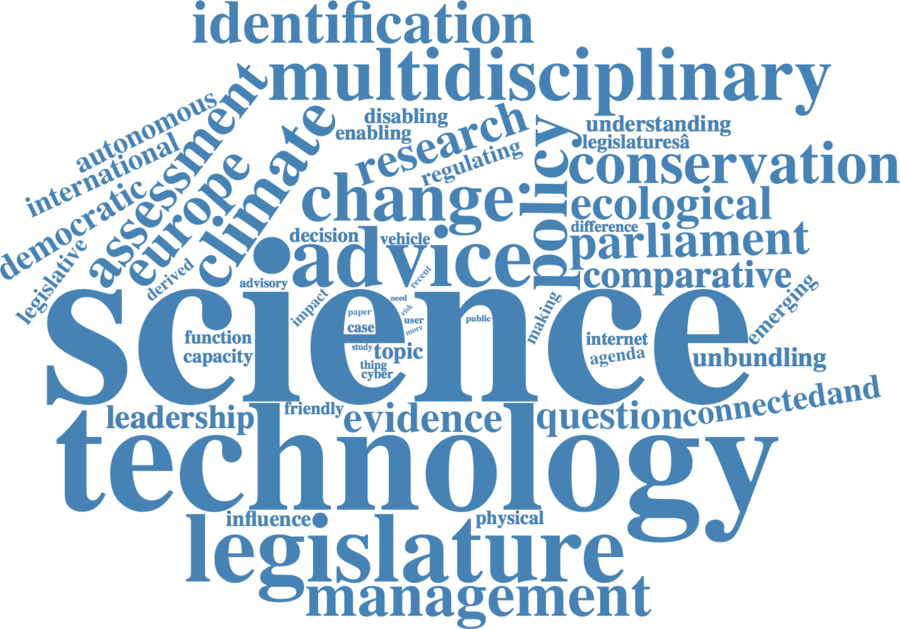 identification
multidisciplinary
autonomous
assessment
disabling
enabling
research
regulating
understanding
legislaturesâ
international
europe
climate
policy
conservation
democratic
change
ecological
difference
legislative
derived
decision
vehicle
advice
parliament
comparative
advisory
recent
science
impact
need
paper
risk
user
case
more
public
making
emerging
function
capacity
study
topic
thing
cyber
internet
agenda
unbundling
leadership
friendly
evidence
question
connectedand
technology
influence
physical
legislature
management